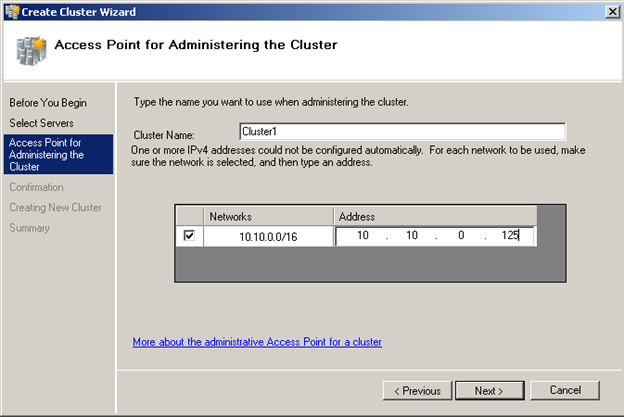 Create Cluster Wizard
Access Point for Administering the Cluster
Before You Begin
Select Servers
Access Point for
Administering the
Cluster
Confirmation
Creating New Cluster
Summary
Type the name you want to use when administering the cluster.
Cluster Name: Cluster1
One or more IPv4 addresses could not be configured automatically. For each network to be used, make
sure the network is selected, and then type an address.
Networks Address
10.10.0.0/16 10 . 10 . 0 . 125
More about the administrative Access Point for a cluster
< Previous Next > Cancel